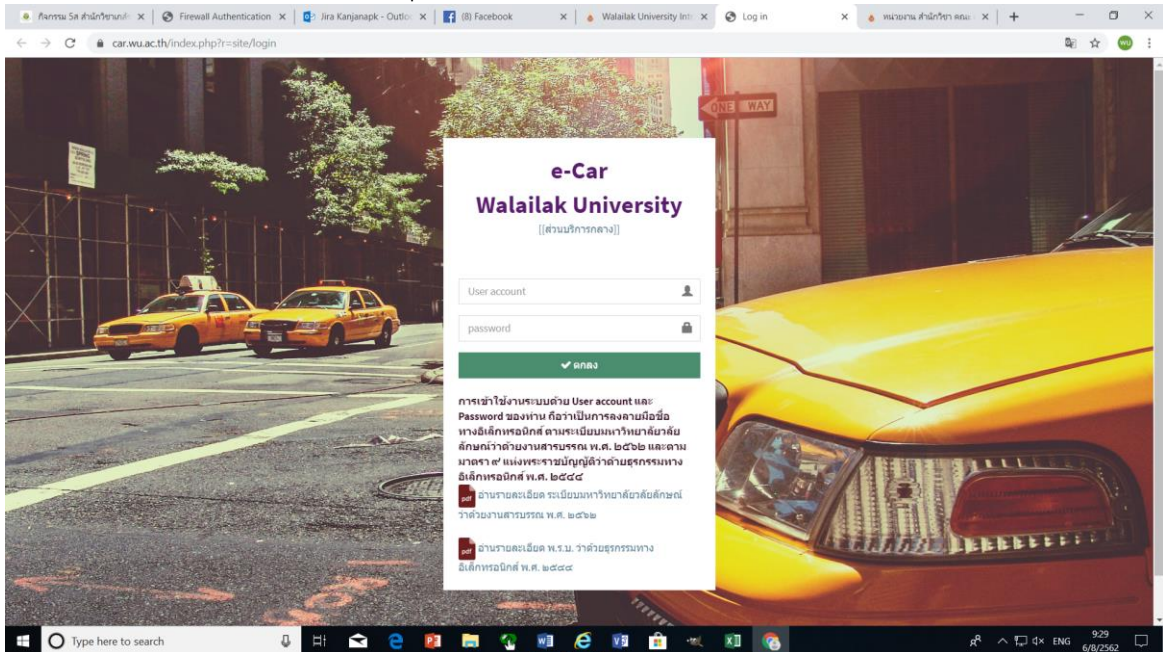 กิจกรรม 5ส สำนักวิชาเภสั
Firewall Authentication
Jira Kanjanapk - Outloo
(8) Facebook
Walailak University Int
Log in
หน่วยงาน สำนักวิชา คณะ
car.wu.ac.th/index.php?r=site/login
WU
ONE WAY
e-Car
Walailak University
[[ส่วนบริการกลาง]]
User account
password
ตกลง
การเข้าใช้งานระบบด้วย User account และ
Password ของท่าน ถือว่าเป็นการลงลายมือชื่อ
ทางอิเล็กทรอนิกส์ ตามระเบียบมหาวิทยาลัยวลัย
ลักษณ์ว่าด้วยงานสารบรรณ พ.ศ. ๒๕๖๒ และตาม
มาตรา ๙ แห่งพระราชบัญญัติว่าด้วยธุรกรรมทาง
อิเล็กทรอนิกส์ พ.ศ. ๒๕๔๔
pdf อ่านรายละเอียด ระเบียบมหาวิทยาลัยวลัยลักษณ์
ว่าด้วยงานสารบรรณ พ.ศ. ๒๕๖๒
pdf อ่านรายละเอียด พ.ร.บ. ว่าด้วยธุรกรรมทาง
อิเล็กทรอนิกส์ พ.ศ. ๒๕๔๔
Type here to search
ENG
9:29
6/8/2562